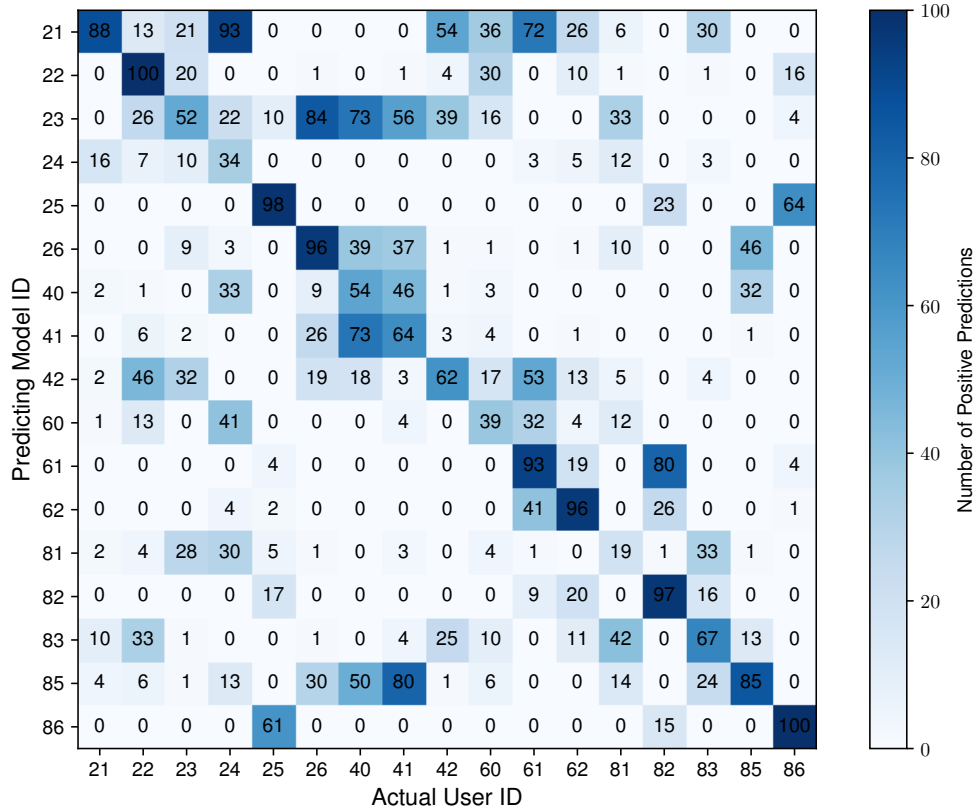 21 88 13 21 93 0 0 0 0 54 36 72 26 6 0 30 0 0
22 0 100 20 0 0 1 0 1 4 30 0 10 1 0 1 0 16
23 0 26 52 22 10 84 73 56 39 16 0 0 33 0 0 0 4
24 16 7 10 34 0 0 0 0 0 0 3 5 12 0 3 0 0
25 0 0 0 0 98 0 0 0 0 0 0 0 0 23 0 0 64
26 0 0 9 3 0 96 39 37 1 1 0 1 10 0 0 46 0
40 2 1 0 33 0 9 54 46 1 3 0 0 0 0 0 32 0
41 0 6 2 0 0 26 73 64 3 4 0 1 0 0 0 1 0
42 2 46 32 0 0 19 18 3 62 17 53 13 5 0 4 0 0
60 1 13 0 41 0 0 0 4 0 39 32 4 12 0 0 0 0
61 0 0 0 0 4 0 0 0 0 0 93 19 0 80 0 0 4
62 0 0 0 4 2 0 0 0 0 0 41 96 0 26 0 0 1
81 2 4 28 30 5 1 0 3 0 4 1 0 19 1 33 1 0
82 0 0 0 0 17 0 0 0 0 0 9 20 0 97 16 0 0
83 10 33 1 0 0 1 0 4 25 10 0 11 42 0 67 13 0
85 4 6 1 13 0 30 50 80 1 6 0 0 14 0 24 85 0
86 0 0 0 0 61 0 0 0 0 0 0 0 0 15 0 0 100
21 22 23 24 25 26 40 41 42 60 61 62 81 82 83 85 86
Actual User ID
Predicting Model ID
100
80
60
40
20
0
Number of Positive Predictions